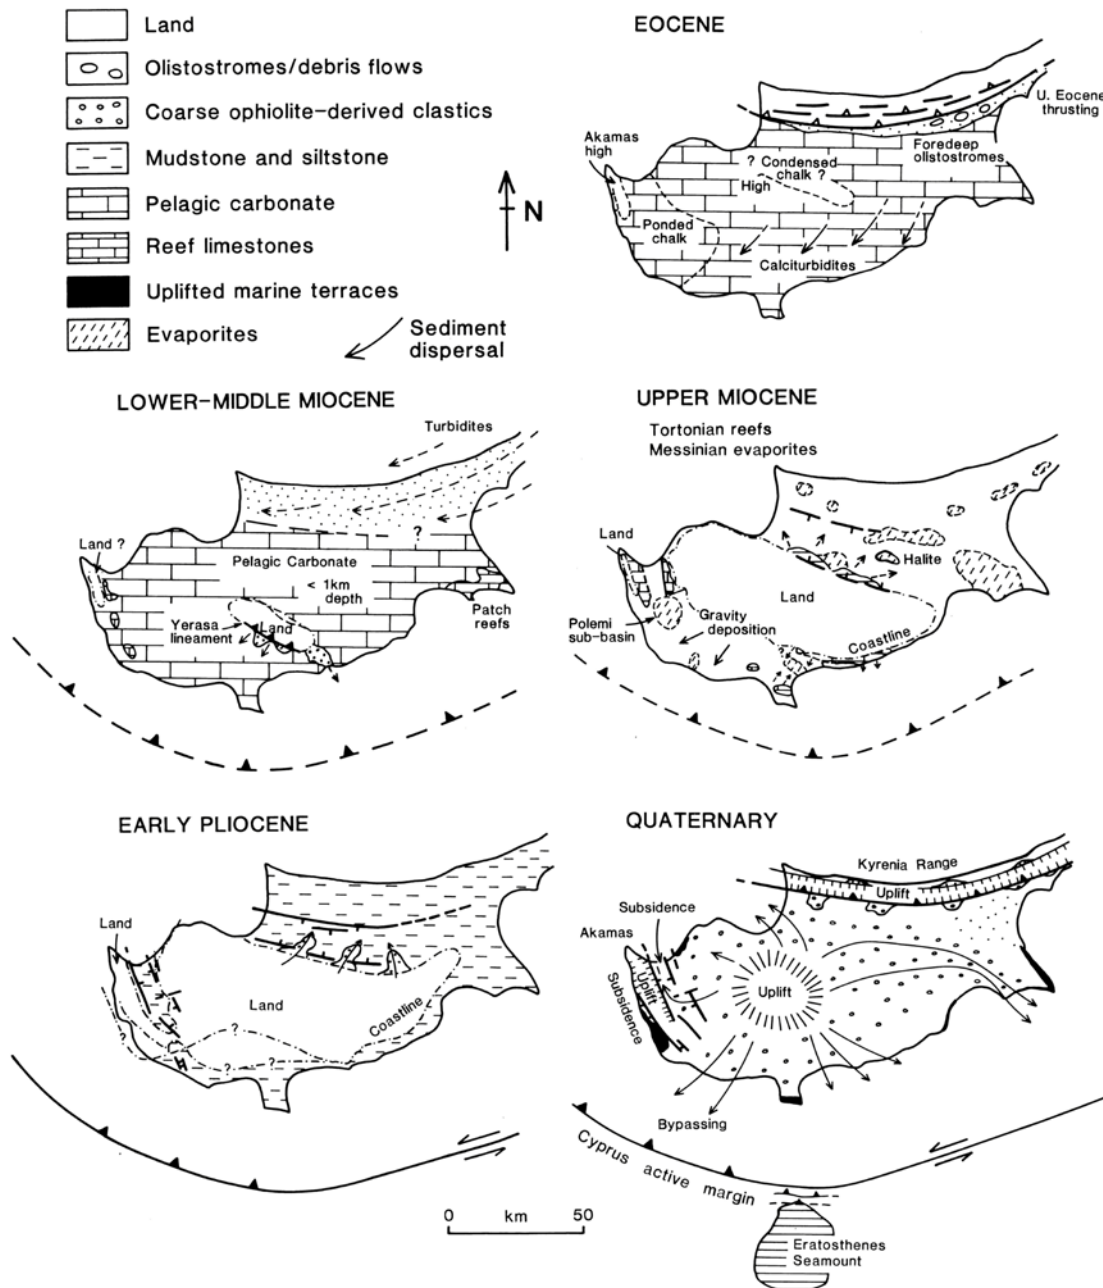 Land
Olistostromes/debris flows
Coarse ophiolite-derived clastics
Mudstone and siltstone
Pelagic carbonate
Reef limestones
Uplifted marine terraces
Evaporites
Sediment
dispersal
N
EOCENE
U. Eocene
thrusting
Akamas
high
Foredeep
olistostromes
? Condensed
chalk ?
High
Ponded
chalk
Calciturbidites
LOWER-MIDDLE MIOCENE
Turbidites
?
Land ?
Pelagic Carbonate
< 1km
depth
Yerasa
lineament
Land
Patch
reefs
UPPER MIOCENE
Tortonian reefs
Messinian evaporites
Land
Halite
Land
Polemi
sub-basin
Gravity
deposition
Coastline
EARLY PLIOCENE
Land
Land
Coastline
?
?
?
?
QUATERNARY
Kyrenia Range
Uplift
Subsidence
Akamas
Uplift
Subsidence
Uplift
Bypassing
Cyprus active margin
Eratosthenes
Seamount
0 km 50